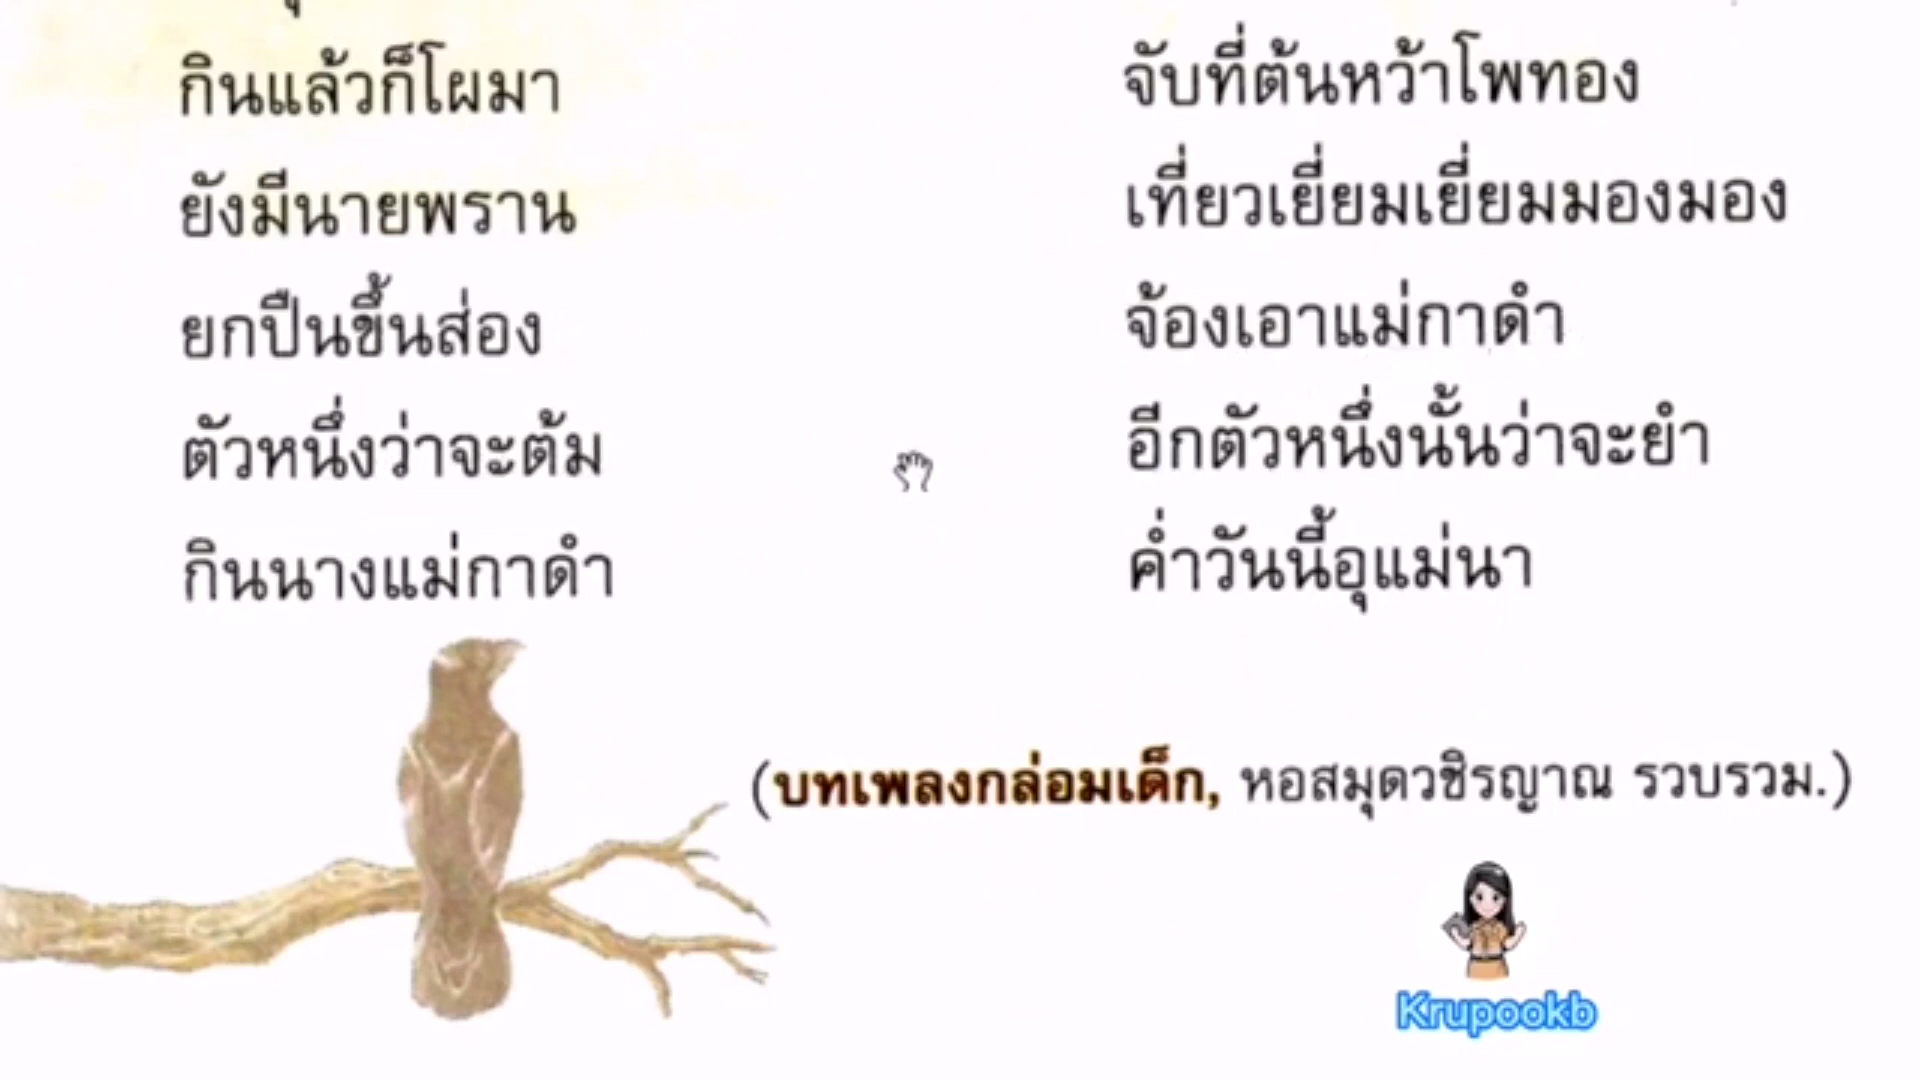 กินแล้วก็โผมา จับที่ต้นหว้าโพทอง
ยังมีนายพราน เที่ยวเยี่ยมเยี่ยมมองมอง
ยกปืนขึ้นส่อง จ้องเอาแม่กาดำ
ตัวหนึ่งว่าจะต้ม อีกตัวหนึ่งนั้นว่าจะยำ
กินนางแม่กาดำ ค่ำวันนี้อุแม่นา
(บทเพลงกล่อมเด็ก, หอสมุดวชิรญาณ รวบรวม.)
Krupookb